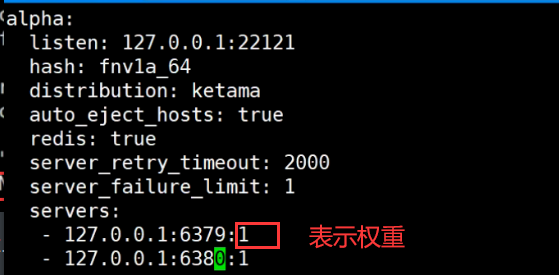 alpha:
  listen: 127.0.0.1:22121
  hash: fnv1a_64
  distribution: ketama
  auto_eject_hosts: true
  redis: true
  server_retry_timeout: 2000
  server_failure_limit: 1
  servers:
   - 127.0.0.1:6379:1 表示权重
   - 127.0.0.1:6380:1